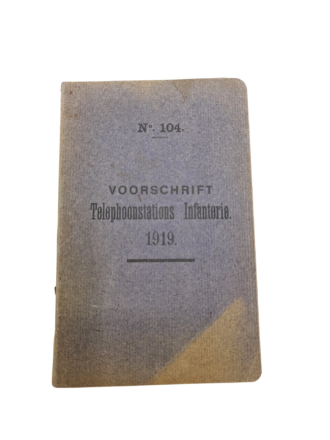 Nº. 104.
VOORSCHRIFT
Telephoonstations Infanterie.
1919.